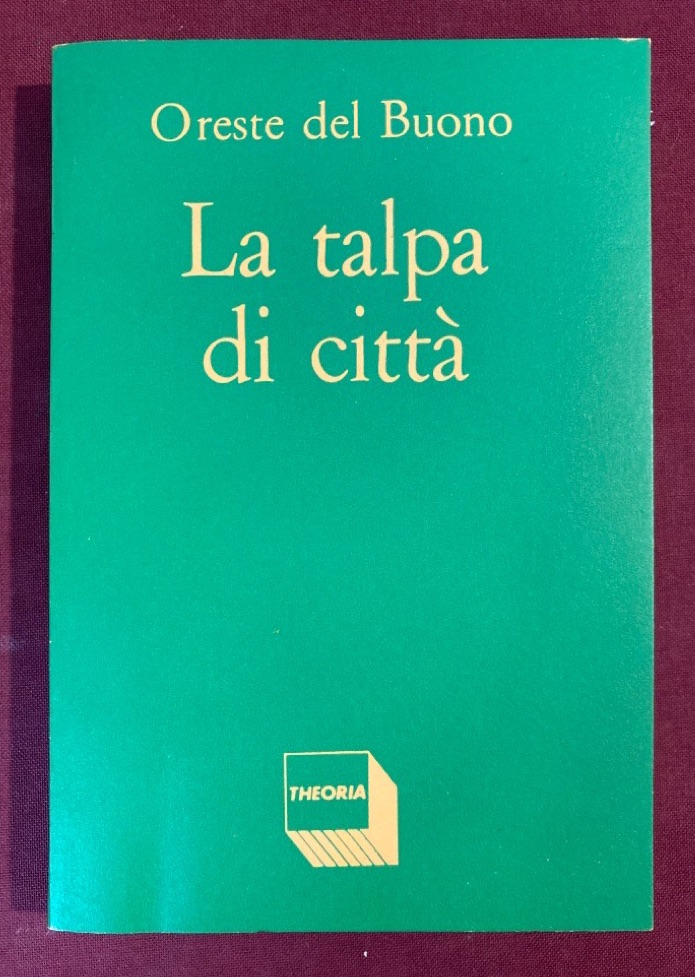 Oreste del Buono
La talpa
di città
THEORIA